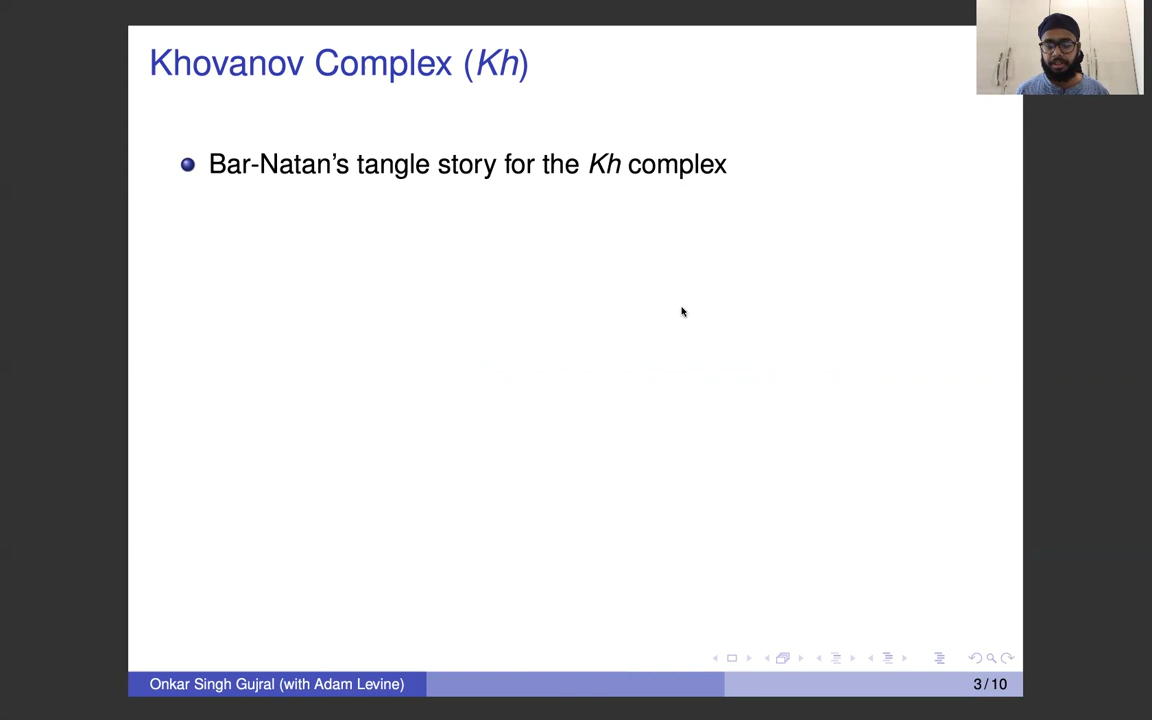 Khovanov Complex (Kh)
Bar-Natan’s tangle story for the Kh complex
Onkar Singh Gujral (with Adam Levine)
3 / 10